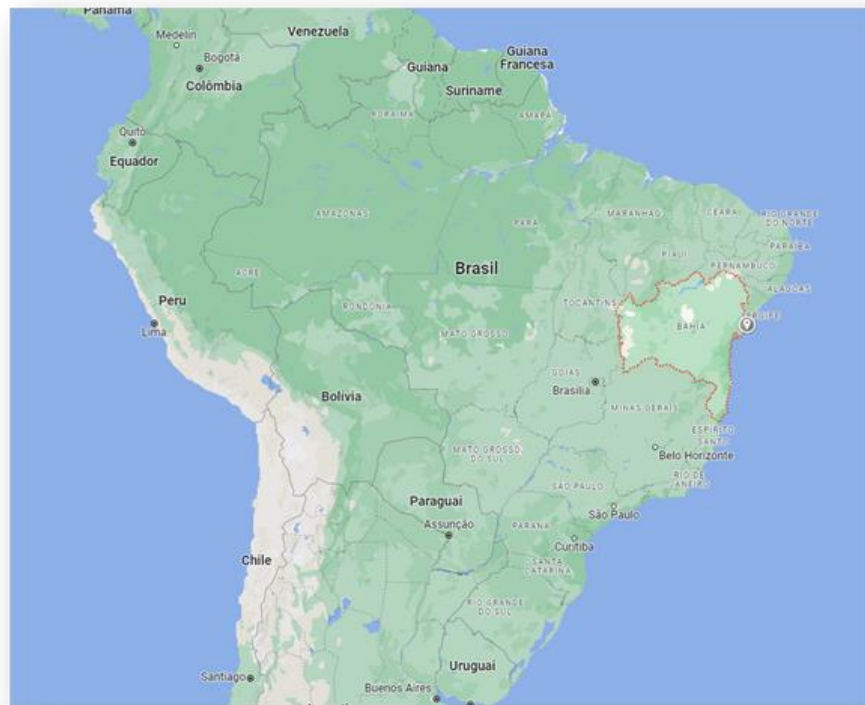 Panamá
Medelín
Venezuela
Bogotá
Colômbia
Guiana
Guiana
Francesa
Suriname
RORAIMA
AMAPÁ
Quito
Equador
AMAZONAS
PARÁ
MARANHÃO
CEARÁ
RIO GRANDE
DO NORTE
PARAÍBA
PIAUÍ
PERNAMBUCO
ALAGOAS
ACRE
Brasil
Peru
RONDÔNIA
TOCANTINS
MATO GROSSO
BAHIA
Lima
GOIÁS
Brasília
Bolívia
MINAS GERAIS
ESPÍRITO
SANTO
MATO GROSSO
DO SUL
Belo Horizonte
RIO DE
JANEIRO
SÃO PAULO
Paraguai
São Paulo
Assunção
PARANÁ
Curitiba
Chile
SANTA
CATARINA
RIO GRANDE
DO SUL
Uruguai
Santiago
Buenos Aires